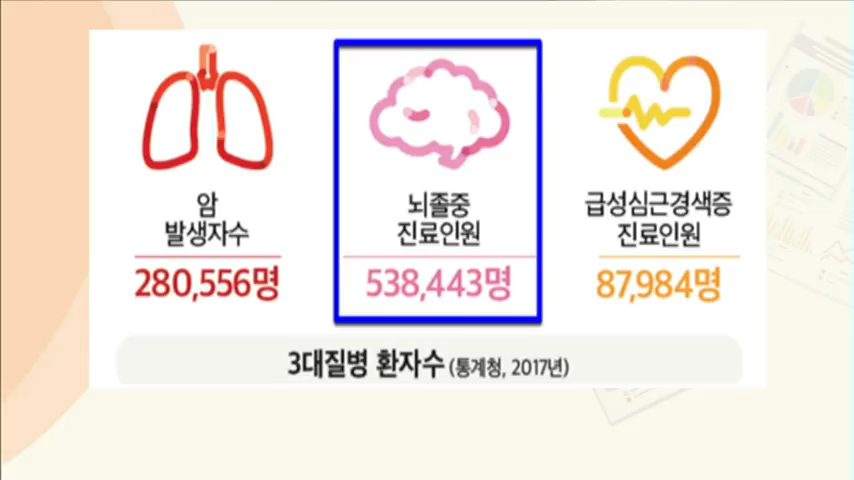 암
발생자수
280,556명
뇌졸중
진료인원
538,443명
급성심근경색증
진료인원
87,984명
3대질병 환자수 (통계청, 2017년)